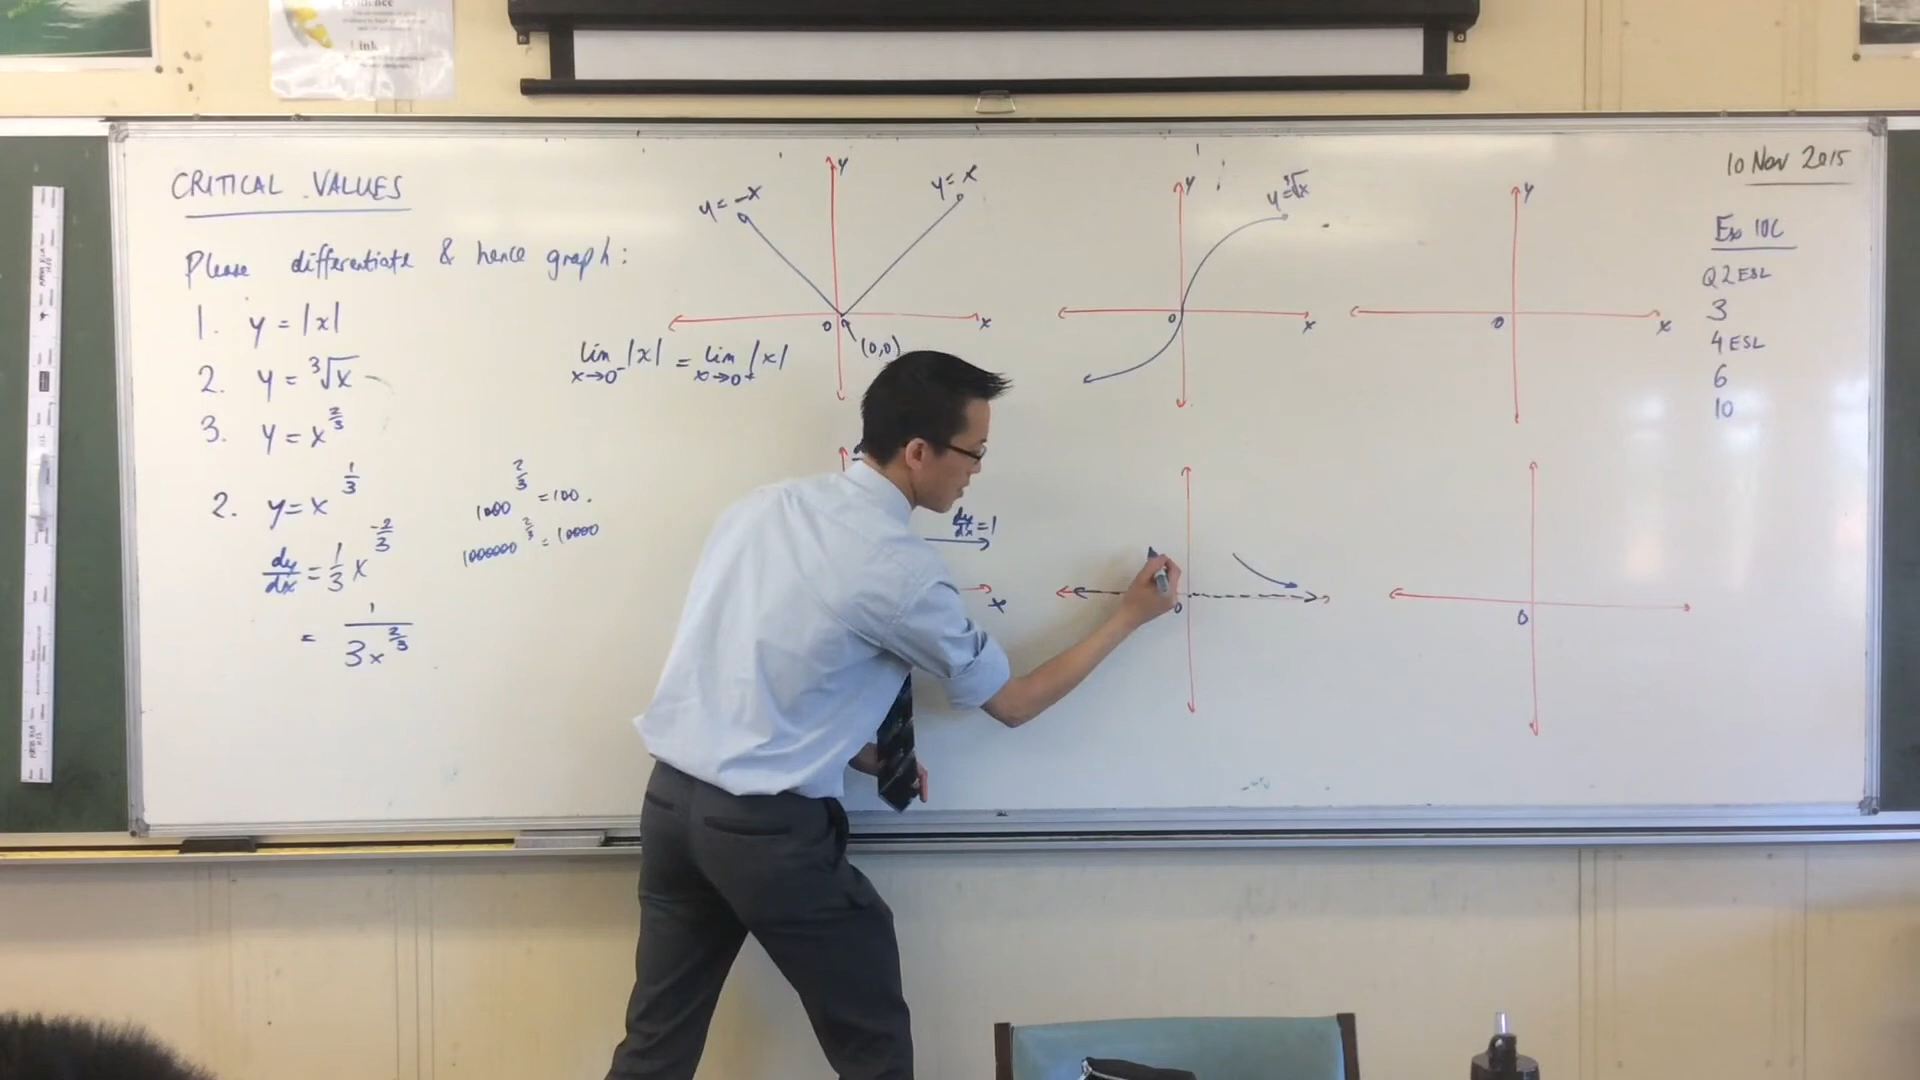 Link
CRITICAL VALUES
Please differentiate & hence graph:
1. y = |x|
2. y = ³√x
3. y = x^(2/3)
2. y = x^(1/3)
dy/dx = 1/3 x^(-2/3)
= 1/(3x^(2/3))
1000^(2/3) = 100.
1000000^(2/3) = 10000
y = -x
y
y = x
0
x
(0,0)
lim x→0⁻ |x| = lim x→0⁺ |x|
y
y = ³√x
0
x
y
0
x
dy/dx = 1
x
0
0
10 Nov 2015
Ex 10C
Q2 ESL
3
4 ESL
6
10